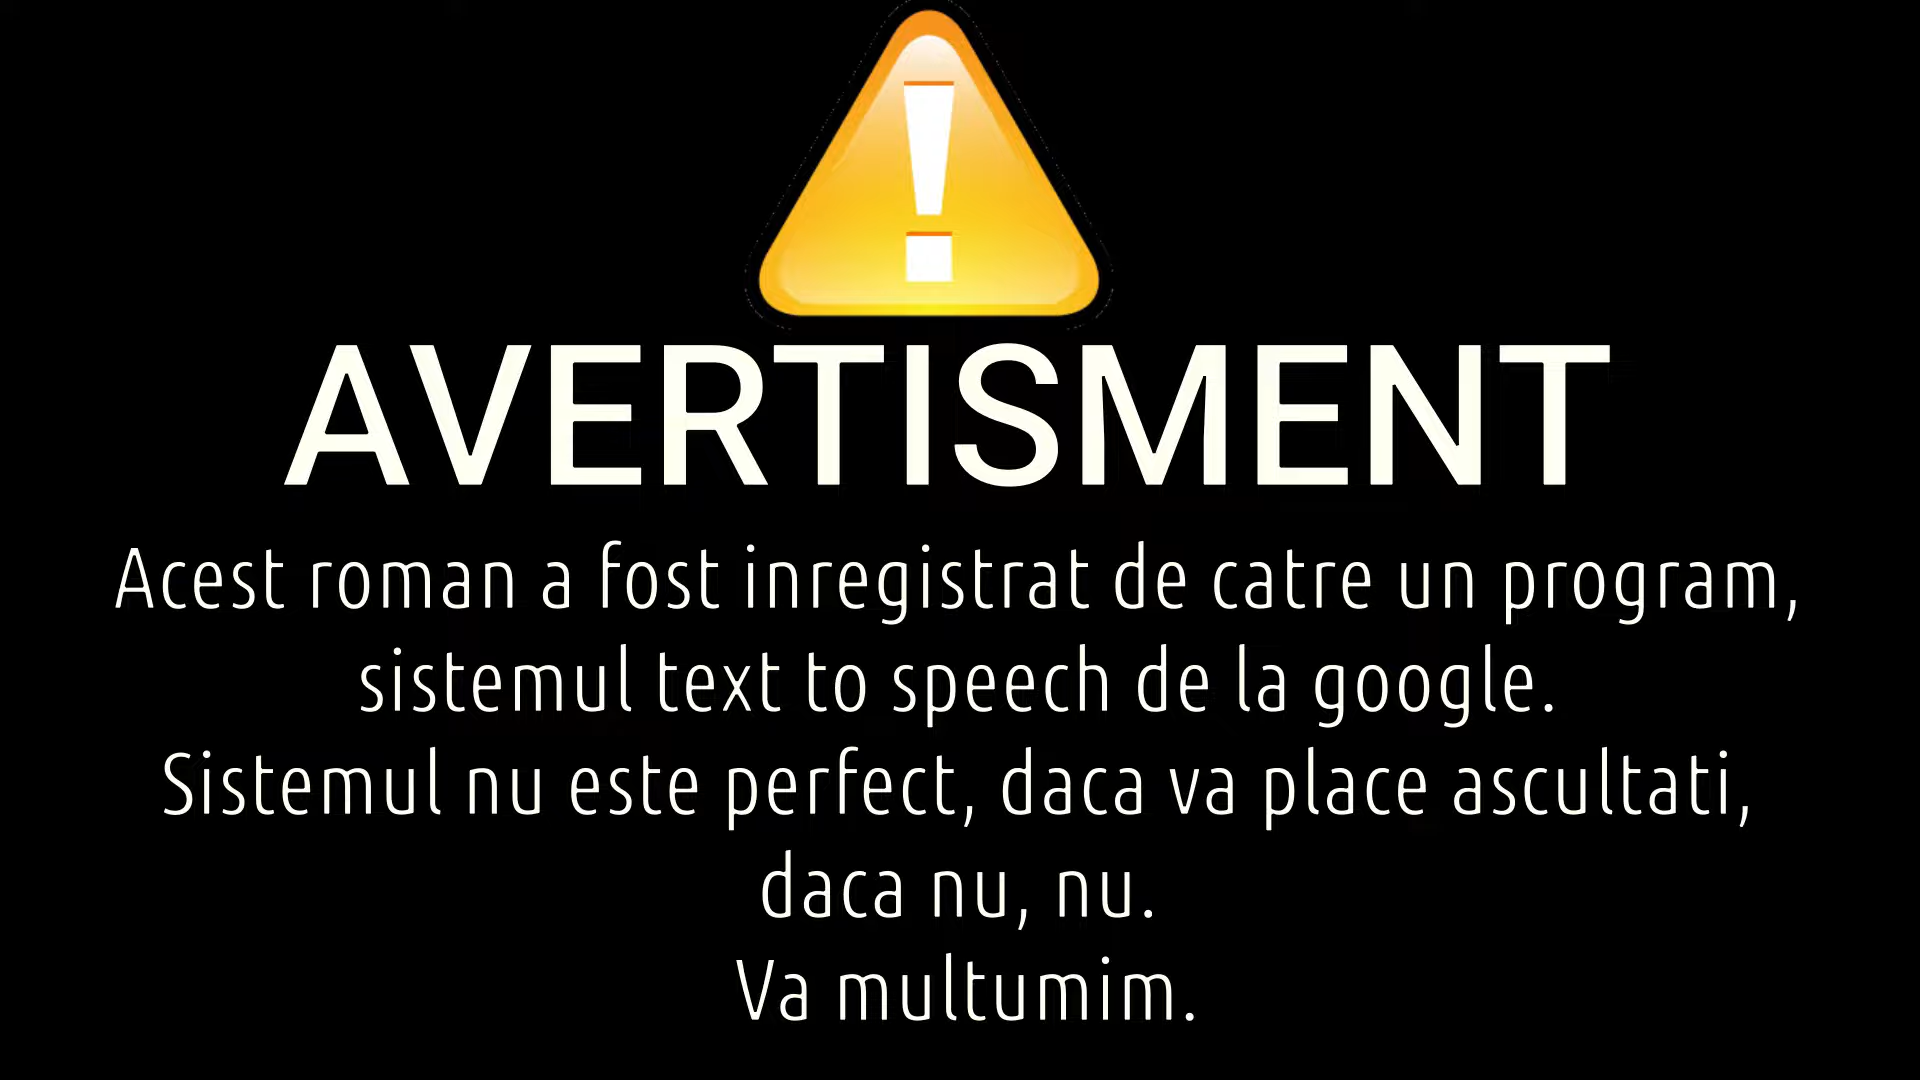 AVERTISMENT
Acest roman a fost inregistrat de catre un program,
sistemul text to speech de la google.
Sistemul nu este perfect, daca va place ascultati,
daca nu, nu.
Va multumim.